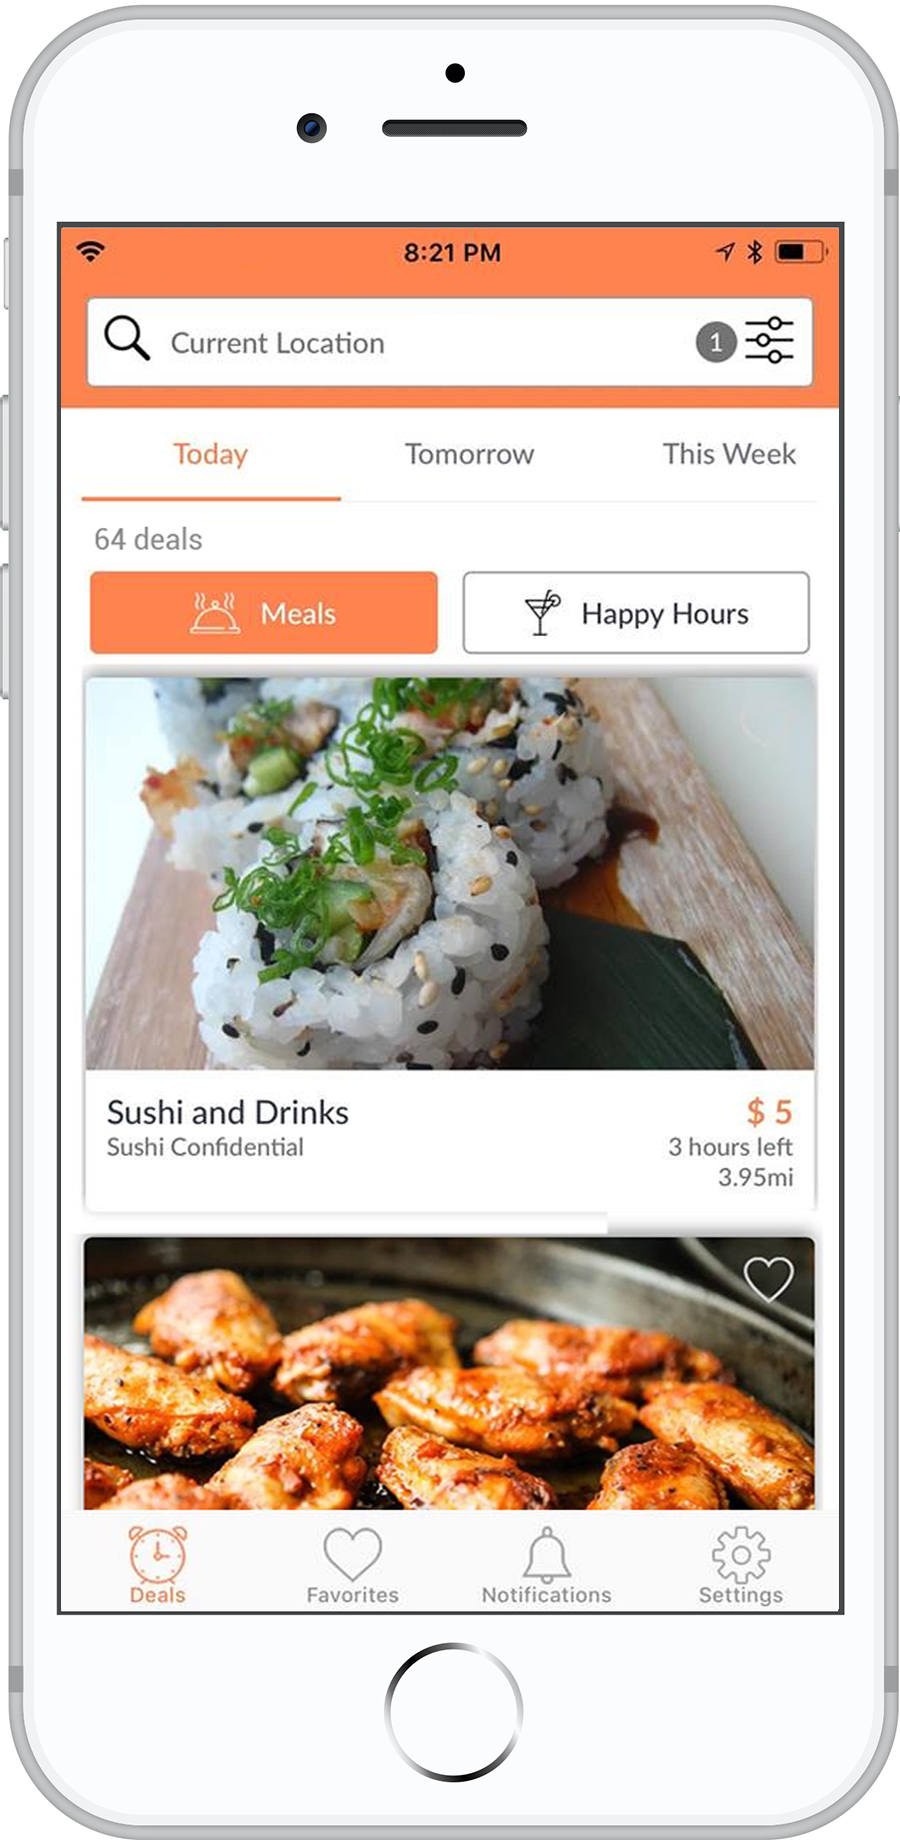 8:21 PM
Current Location
1
Today Tomorrow This Week
64 deals
Meals Happy Hours
Sushi and Drinks $ 5
Sushi Confidential 3 hours left
3.95mi
Deals Favorites Notifications Settings